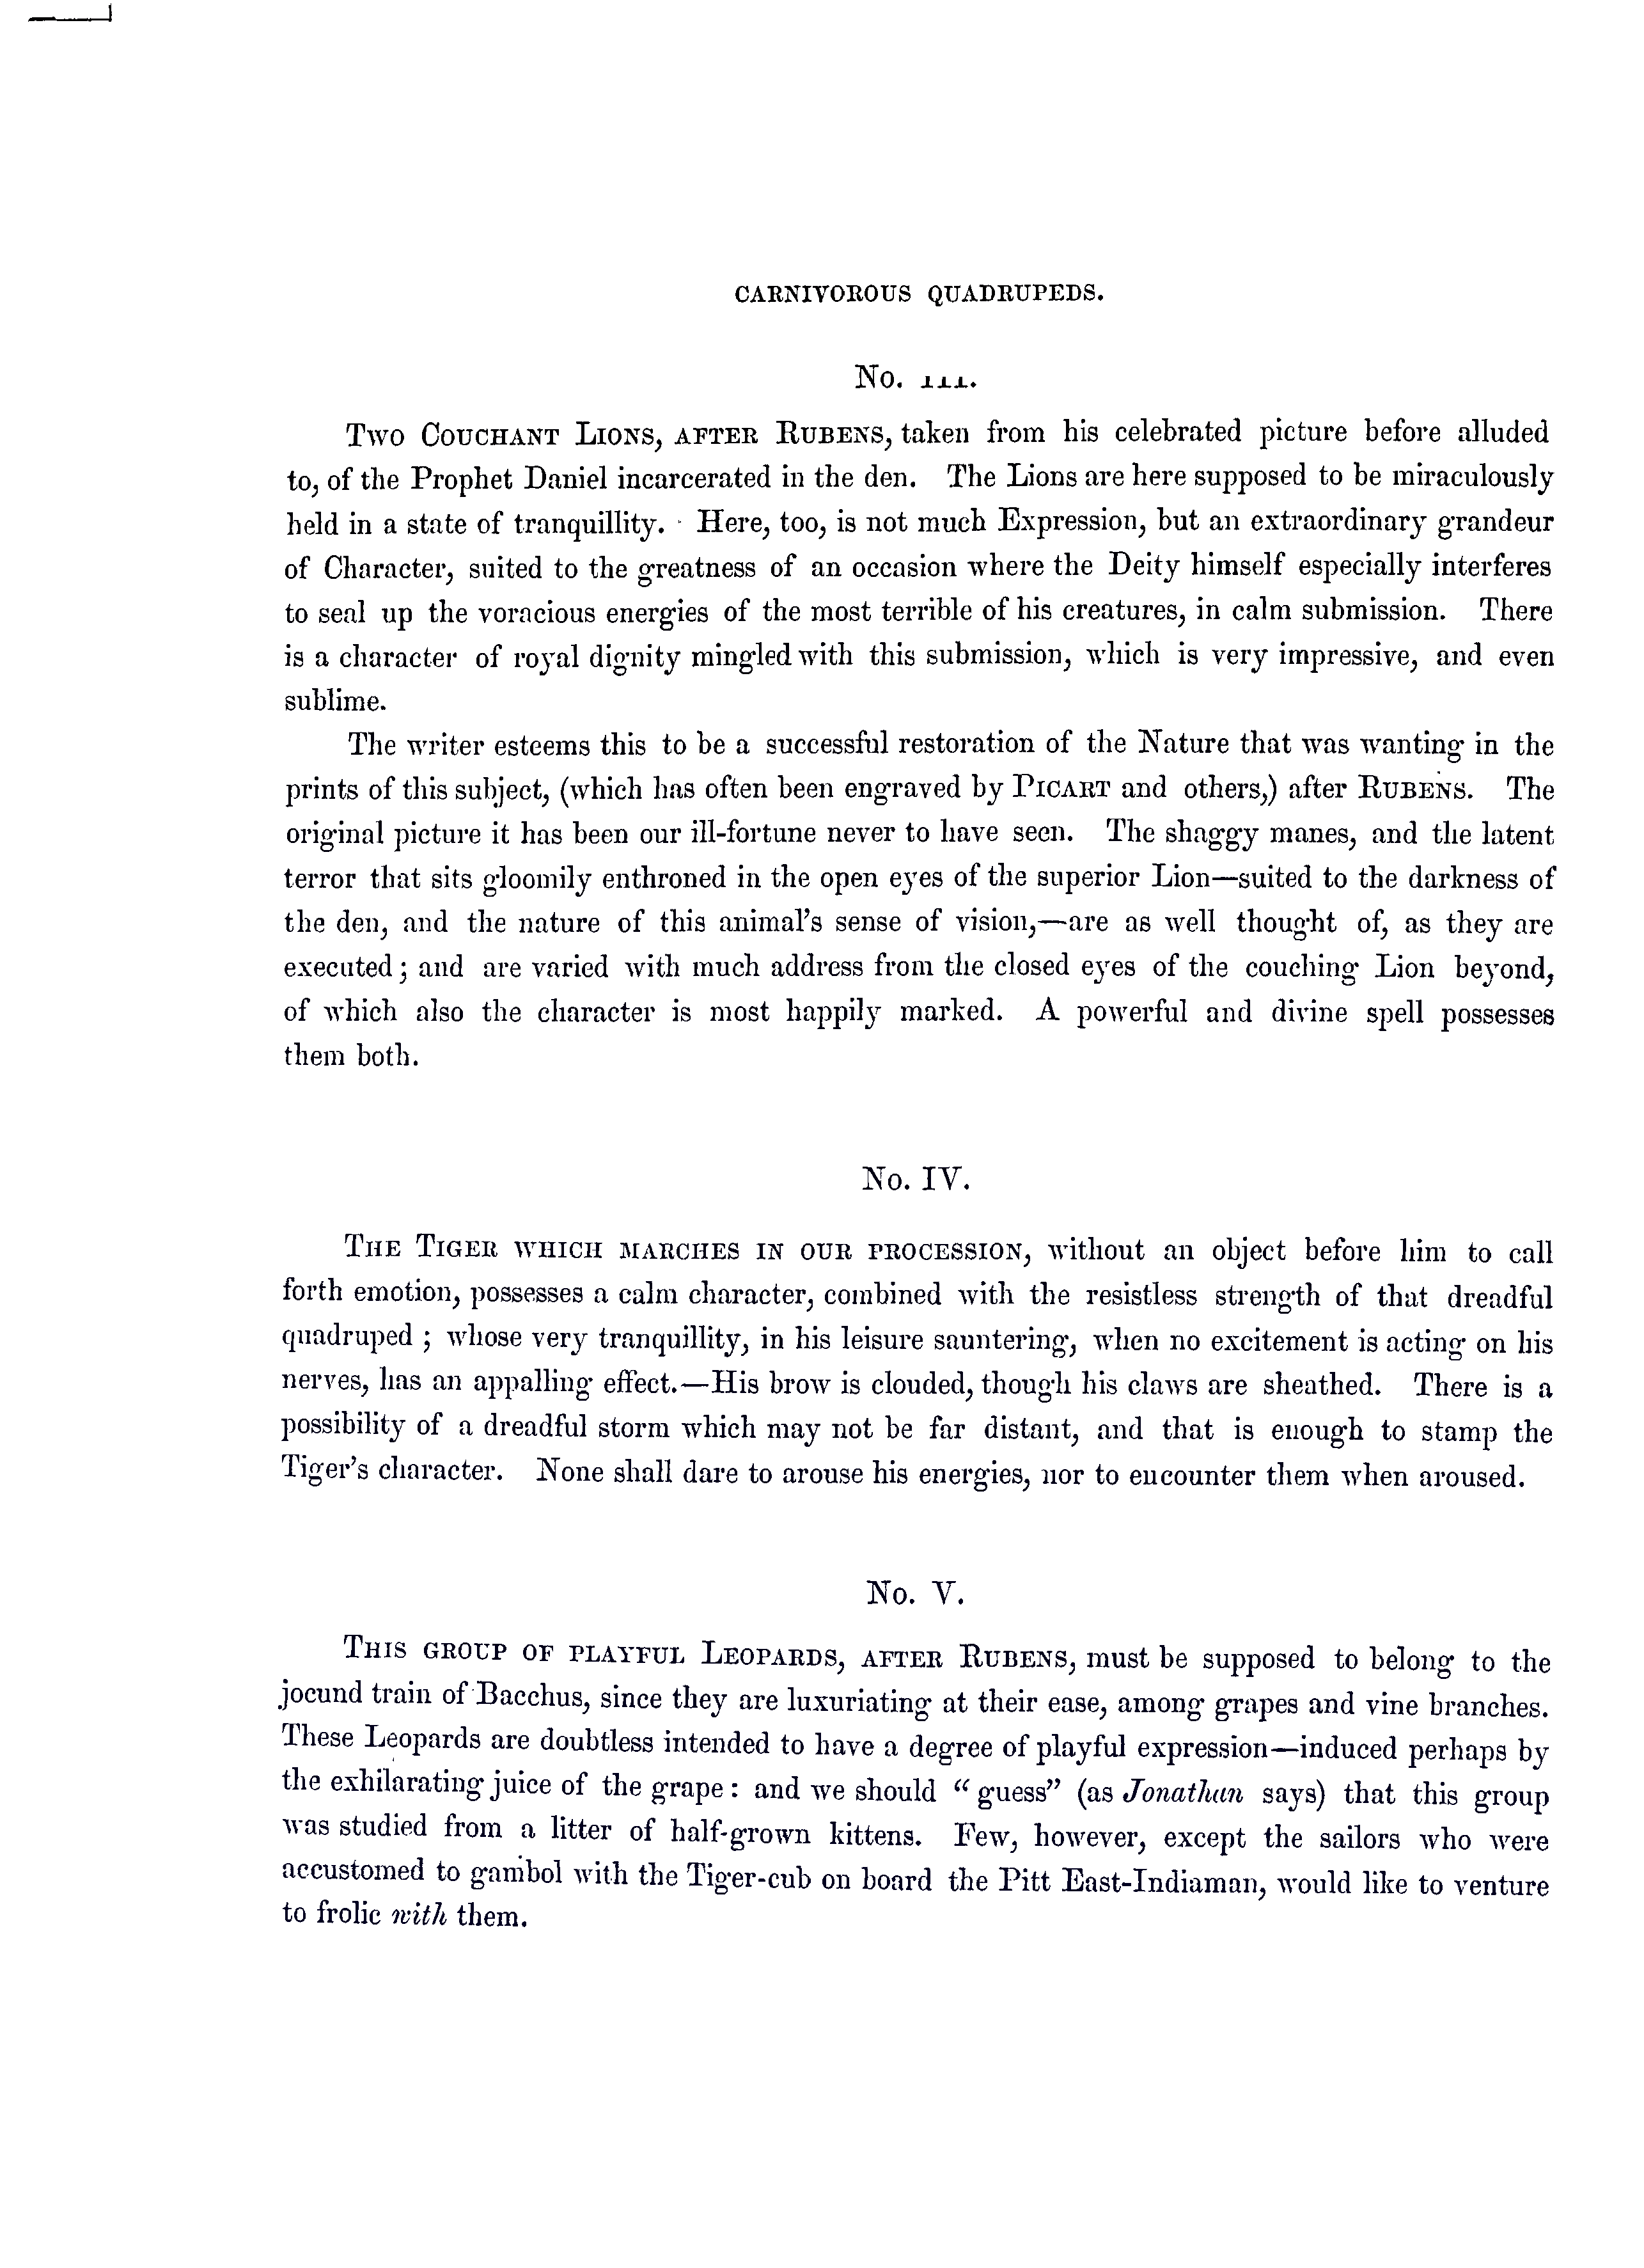 CARNIVOROUS QUADRUPEDS.
No. III.
Two Couchant Lions, after Rubens, taken from his celebrated picture before alluded
to, of the Prophet Daniel incarcerated in the den. The Lions are here supposed to be miraculously
held in a state of tranquillity. Here, too, is not much Expression, but an extraordinary grandeur
of Character, suited to the greatness of an occasion where the Deity himself especially interferes
to seal up the voracious energies of the most terrible of his creatures, in calm submission. There
is a character of royal dignity mingled with this submission, which is very impressive, and even
sublime.
The writer esteems this to be a successful restoration of the Nature that was wanting in the
prints of this subject, (which has often been engraved by Picart and others,) after Rubens. The
original picture it has been our ill-fortune never to have seen. The shaggy manes, and the latent
terror that sits gloomily enthroned in the open eyes of the superior Lion—suited to the darkness of
the den, and the nature of this animal's sense of vision,—are as well thought of, as they are
executed; and are varied with much address from the closed eyes of the couching Lion beyond,
of which also the character is most happily marked. A powerful and divine spell possesses
them both.
No. IV.
The Tiger which marches in our procession, without an object before him to call
forth emotion, possesses a calm character, combined with the resistless strength of that dreadful
quadruped ; whose very tranquillity, in his leisure sauntering, when no excitement is acting on his
nerves, has an appalling effect.—His brow is clouded, though his claws are sheathed. There is a
possibility of a dreadful storm which may not be far distant, and that is enough to stamp the
Tiger's character. None shall dare to arouse his energies, nor to encounter them when aroused.
No. V.
This group of playful Leopards, after Rubens, must be supposed to belong to the
jocund train of Bacchus, since they are luxuriating at their ease, among grapes and vine branches.
These Leopards are doubtless intended to have a degree of playful expression—induced perhaps by
the exhilarating juice of the grape: and we should "guess" (as Jonathan says) that this group
was studied from a litter of half-grown kittens. Few, however, except the sailors who were
accustomed to gambol with the Tiger-cub on board the Pitt East-Indiaman, would like to venture
to frolic with them.